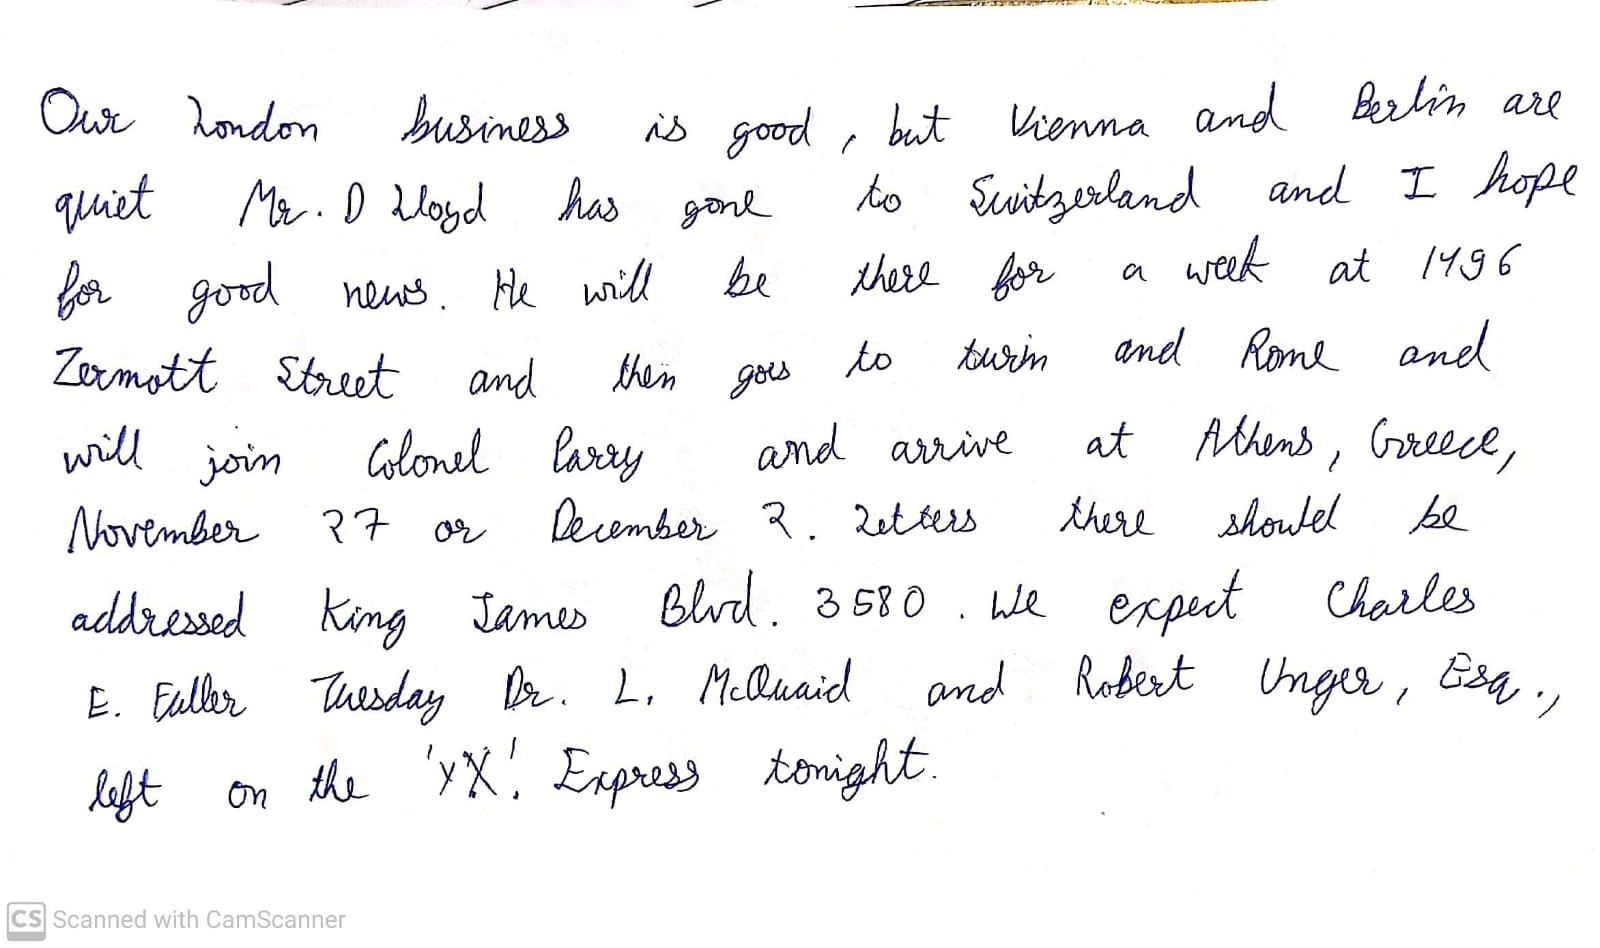 Our London business is good, but Vienna and Berlin are
quiet Mr. D Lloyd has gone to Switzerland and I hope
for good news. He will be there for a week at 1496
Zermott Street and then goes to turin and Rome and
will join Colonel Parry and arrive at Athens, Greece,
November 27 or December 2. Letters there should be
addressed King James Blvd. 3580. We expect Charles
E. Fuller Tuesday Dr. L. McQuaid and Robert Unger, Esq.,
left on the 'YX'. Express tonight.
CS Scanned with CamScanner